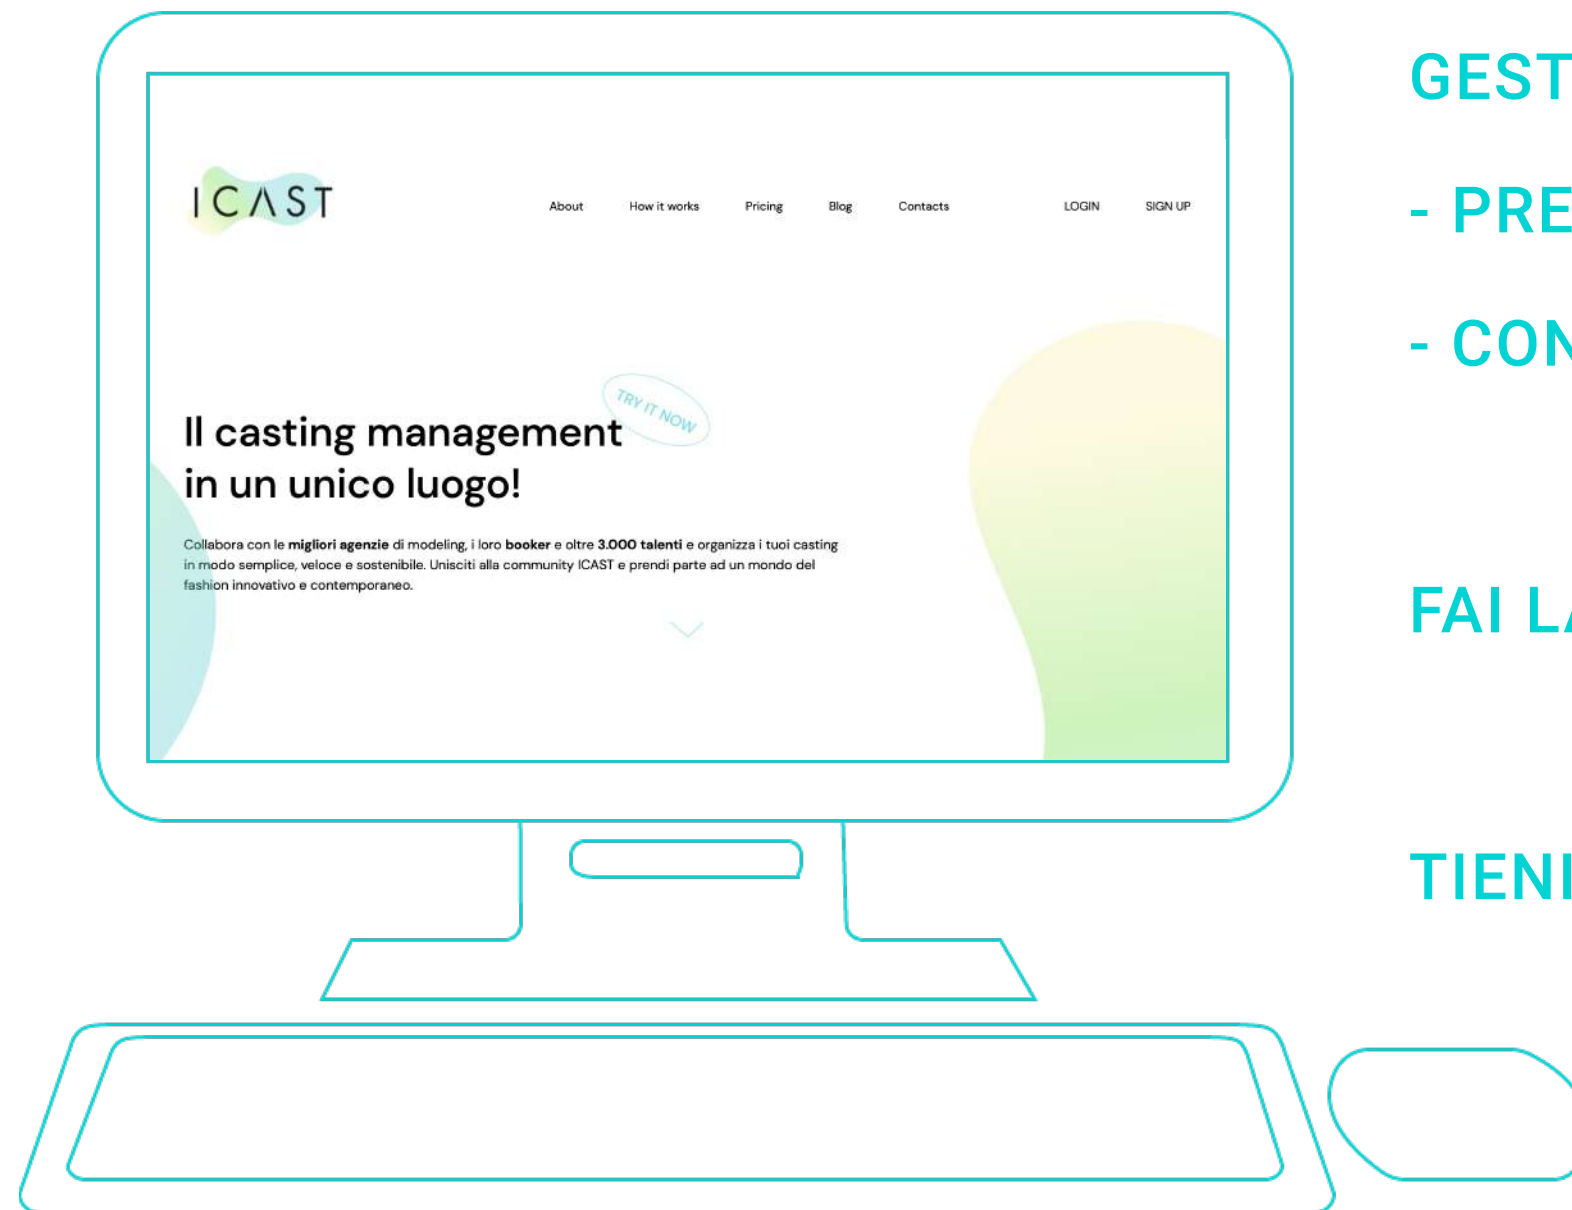 ICAST
About How it works Pricing Blog Contacts LOGIN SIGN UP
TRY IT NOW
Il casting management
in un unico luogo!
Collabora con le migliori agenzie di modeling, i loro booker e oltre 3.000 talenti e organizza i tuoi casting
in modo semplice, veloce e sostenibile. Unisciti alla community ICAST e prendi parte ad un mondo del
fashion innovativo e contemporaneo.
GEST
- PRE
- CON
FAI LA
TIENI